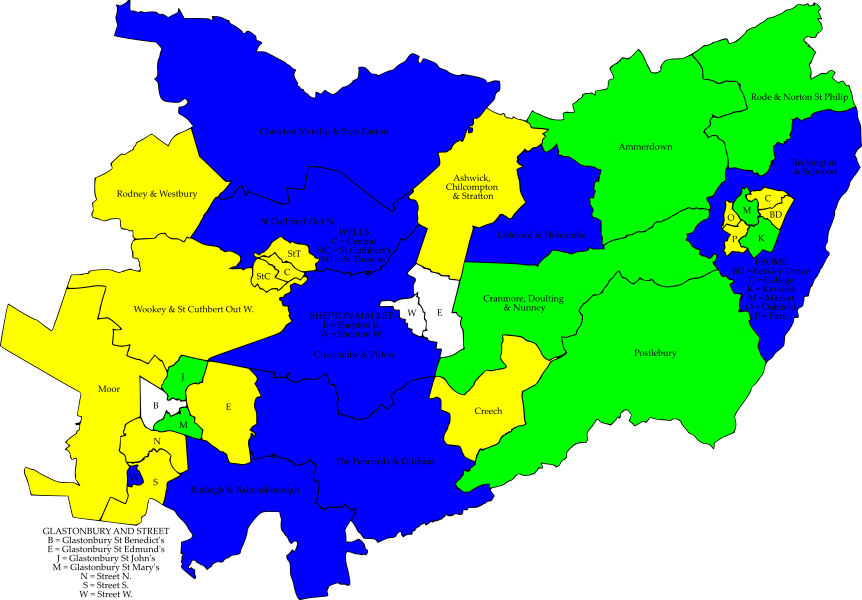 Rode & Norton St Philip
Chewton Mendip & Ston Easton
Ammerdown
Beckington
& Selwood
Rodney & Westbury
Ashwick,
Chilcompton
& Stratton
C
M
O
BD
P
K
St Cuthbert Out N.
WELLS
C = Central
StC = St Cuthbert's
StT = St Thomas'
Coleford & Holcombe
StT
StC
C
FROME
BD = Berkley Down
C = College
K = Keyford
M = Market
O = Oakfield
P = Park
Wookey & St Cuthbert Out W.
SHEPTON MALLET
E = Shepton E.
W = Shepton W.
W
E
Cranmore, Doulting
& Nunney
Croscombe & Pilton
Postlebury
J
Moor
B
E
M
Creech
N
The Pennards & Ditcheat
W
S
Butleigh & Baltonsborough
GLASTONBURY AND STREET
B = Glastonbury St Benedict's
E = Glastonbury St Edmund's
J = Glastonbury St John's
M = Glastonbury St Mary's
N = Street N.
S = Street S.
W = Street W.